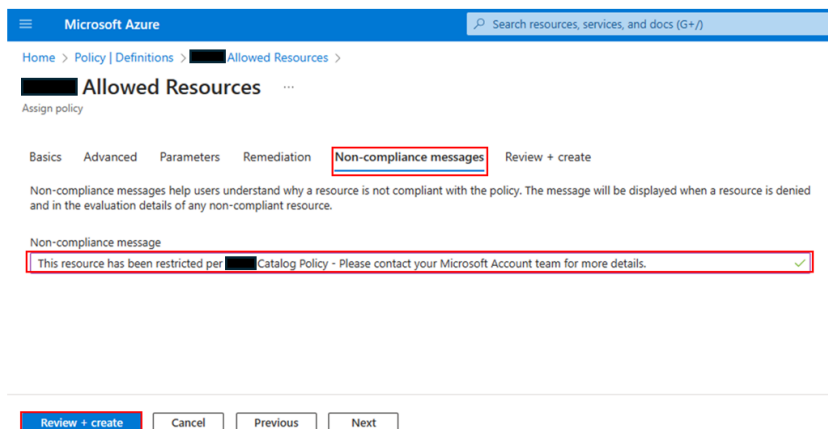 Microsoft Azure
Search resources, services, and docs (G+/)
Home > Policy | Definitions > Allowed Resources >
Allowed Resources ...
Assign policy
Basics Advanced Parameters Remediation Non-compliance messages Review + create
Non-compliance messages help users understand why a resource is not compliant with the policy. The message will be displayed when a resource is denied
and in the evaluation details of any non-compliant resource.
Non-compliance message
This resource has been restricted per Catalog Policy - Please contact your Microsoft Account team for more details.
Review + create Cancel Previous Next